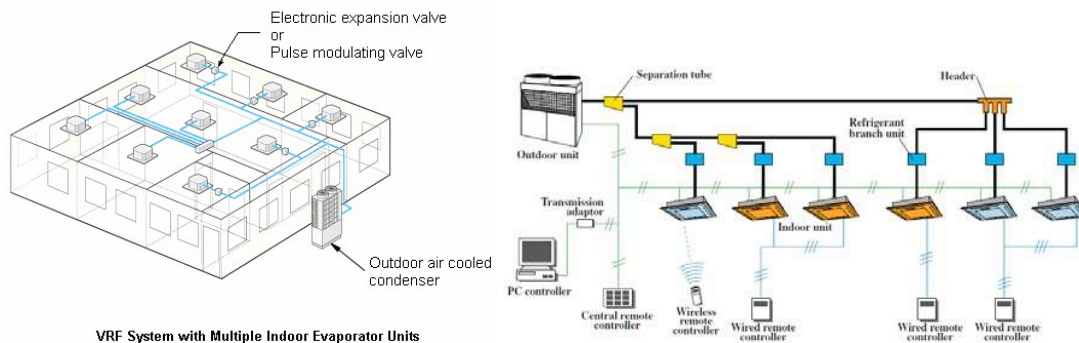 Electronic expansion valve
or
Pulse modulating valve
Outdoor air cooled
condenser
VRF System with Multiple Indoor Evaporator Units
Separation tube
Header
Refrigerant
branch unit
Outdoor unit
Transmission
adaptor
Indoor unit
PC controller
Central remote
controller
Wireless
remote
controller
Wired remote
controller
Wired remote
controller
Wired remote
controller